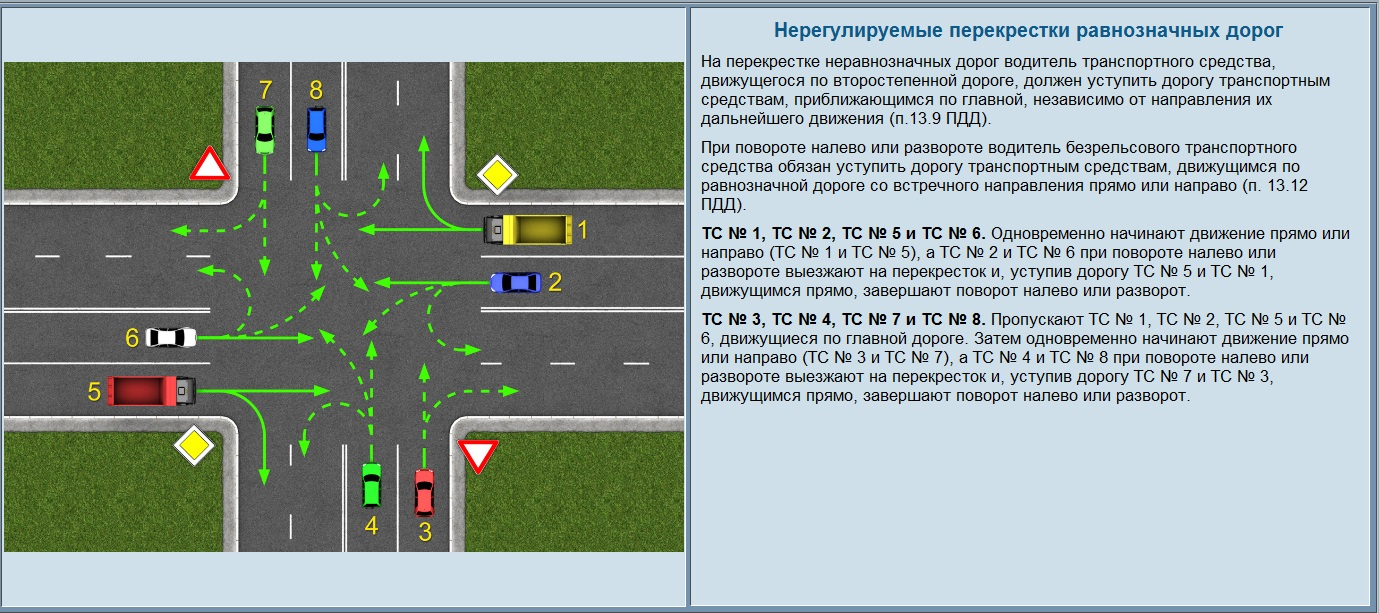 Нерегулируемые перекрестки равнозначных дорог
На перекрестке неравнозначных дорог водитель транспортного средства,
движущегося по второстепенной дороге, должен уступить дорогу транспортным
средствам, приближающимся по главной, независимо от направления их
дальнейшего движения (п.13.9 ПДД).
При повороте налево или развороте водитель безрельсового транспортного
средства обязан уступить дорогу транспортным средствам, движущимся по
равнозначной дороге со встречного направления прямо или направо (п. 13.12
ПДД).
ТС № 1, ТС № 2, ТС № 5 и ТС № 6. Одновременно начинают движение прямо или
направо (ТС № 1 и ТС № 5), а ТС № 2 и ТС № 6 при повороте налево или
развороте выезжают на перекресток и, уступив дорогу ТС № 5 и ТС № 1,
движущимся прямо, завершают поворот налево или разворот.
ТС № 3, ТС № 4, ТС № 7 и ТС № 8. Пропускают ТС № 1, ТС № 2, ТС № 5 и ТС №
6, движущиеся по главной дороге. Затем одновременно начинают движение прямо
или направо (ТС № 3 и ТС № 7), а ТС № 4 и ТС № 8 при повороте налево или
развороте выезжают на перекресток и, уступив дорогу ТС № 7 и ТС № 3,
движущимся прямо, завершают поворот налево или разворот.
7
8
1
2
6
5
4
3